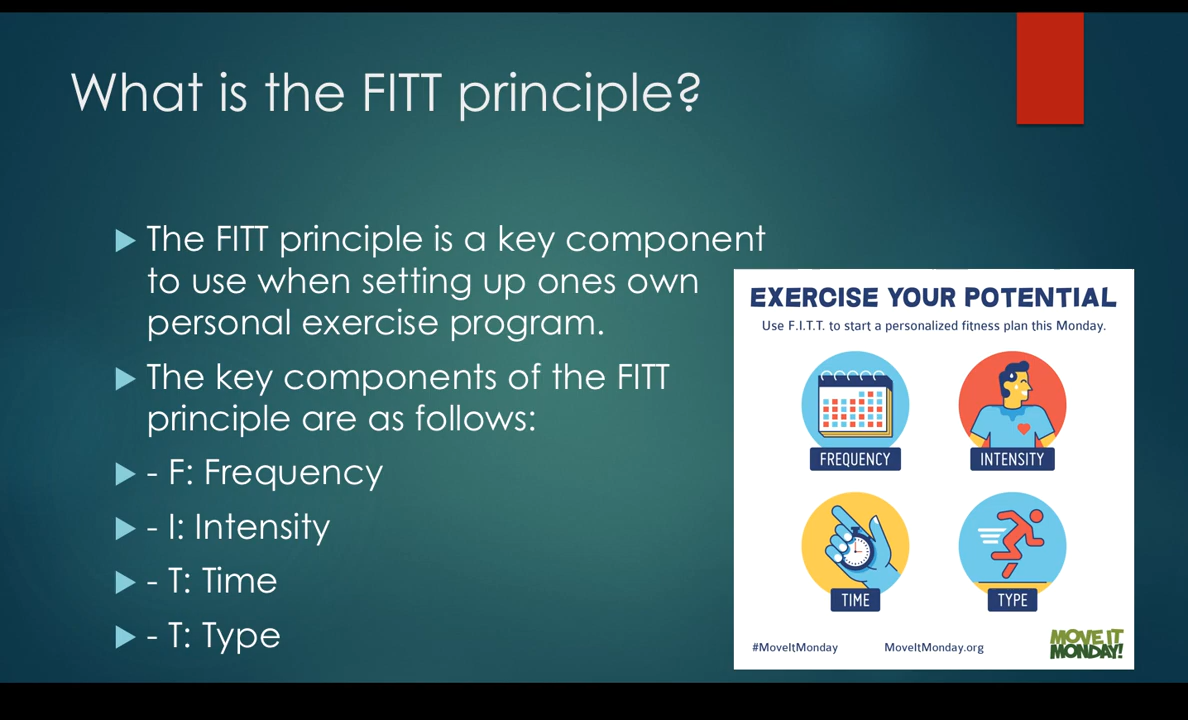 What is the FITT principle?
The FITT principle is a key component
to use when setting up ones own
personal exercise program.
The key components of the FITT
principle are as follows:
- F: Frequency
- I: Intensity
- T: Time
- T: Type
EXERCISE YOUR POTENTIAL
Use F.I.T.T. to start a personalized fitness plan this Monday.
FREQUENCY
INTENSITY
TIME
TYPE
#MoveItMonday
MoveItMonday.org
MOVE IT
MONDAY!